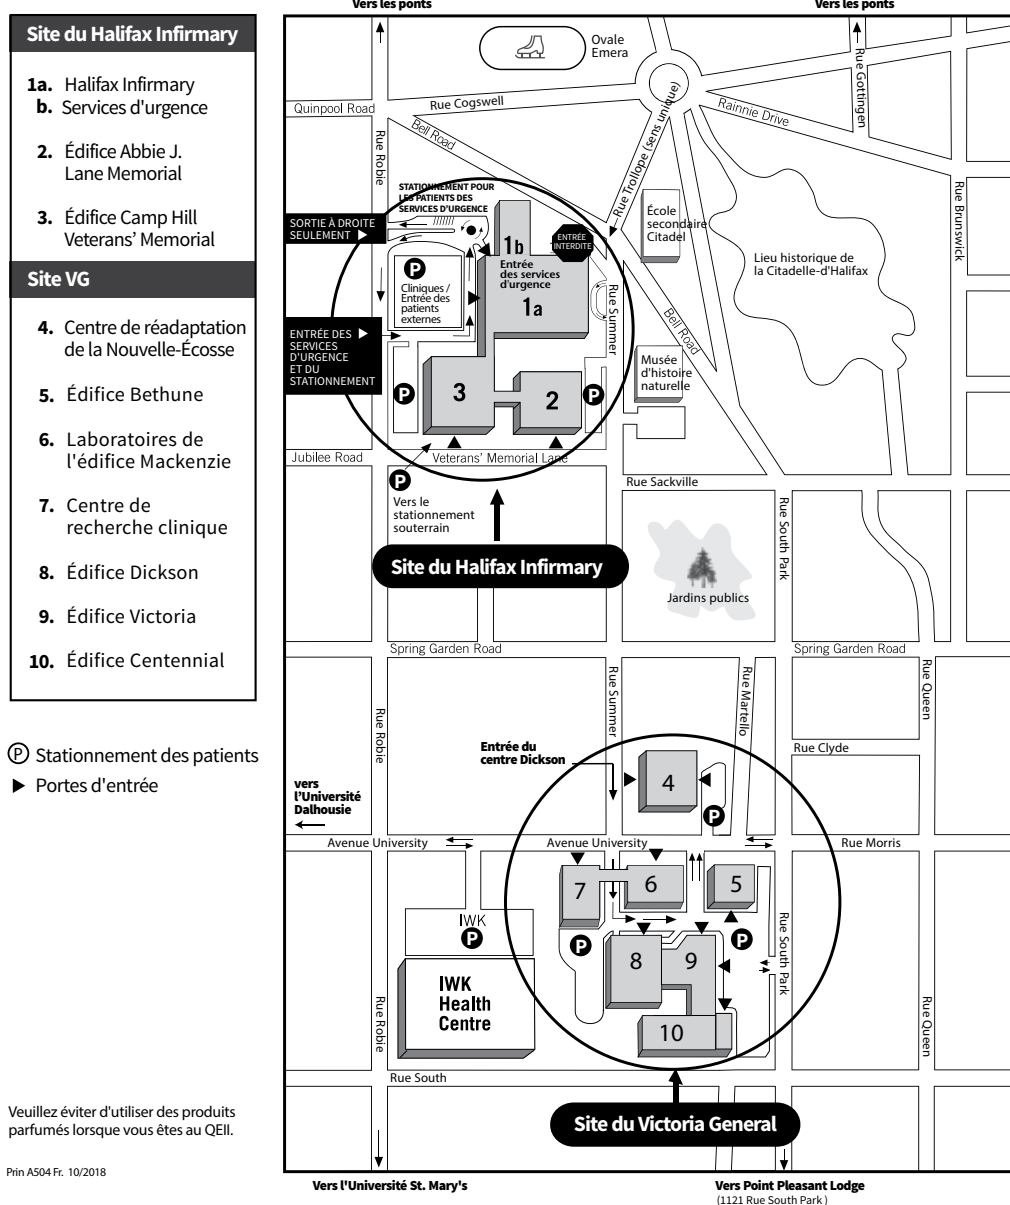 Site du Halifax Infirmary
1a. Halifax Infirmary
b. Services d'urgence
2. Édifice Abbie J.
Lane Memorial
3. Édifice Camp Hill
Veterans' Memorial
Site VG
4. Centre de réadaptation
de la Nouvelle-Écosse
5. Édifice Bethune
6. Laboratoires de
l'édifice Mackenzie
7. Centre de
recherche clinique
8. Édifice Dickson
9. Édifice Victoria
10. Édifice Centennial
P Stationnement des patients
Portes d'entrée
Veuillez éviter d'utiliser des produits
parfumés lorsque vous êtes au QEII.
Prin A504 Fr. 10/2018
Vers les ponts
Vers les ponts
Ovale
Emera
Rue Gottingen
Quinpool Road
Rue Cogswell
Rainnie Drive
Bell Road
Rue Trollope (sens unique)
Rue Robie
Rue Brunswick
STATIONNEMENT POUR
LES PATIENTS DES
SERVICES D'URGENCE
SORTIE À DROITE
SEULEMENT
École
secondaire
Citadel
ENTRÉE
INTERDITE
1b
Entrée
des services
d'urgence
1a
P
Cliniques /
Entrée des
patients
externes
Lieu historique de
la Citadelle-d'Halifax
Rue Summer
Bell Road
ENTRÉE DES
SERVICES
D'URGENCE
ET DU
STATIONNEMENT
Musée
d'histoire
naturelle
P
3
2
P
Jubilee Road
Veterans' Memorial Lane
P
Vers le
stationnement
souterrain
Rue Sackville
Rue South Park
Site du Halifax Infirmary
Jardins publics
Spring Garden Road
Spring Garden Road
Rue Robie
Rue Summer
Rue Martello
Rue Queen
Entrée du
centre Dickson
Rue Clyde
4
vers
l'Université
Dalhousie
P
Avenue University
Avenue University
Rue Morris
7
6
5
IWK
P
P
P
8
9
Rue South Park
IWK
Health
Centre
Rue Robie
Rue Queen
10
Rue South
Site du Victoria General
Vers l'Université St. Mary's
Vers Point Pleasant Lodge
(1121 Rue South Park )